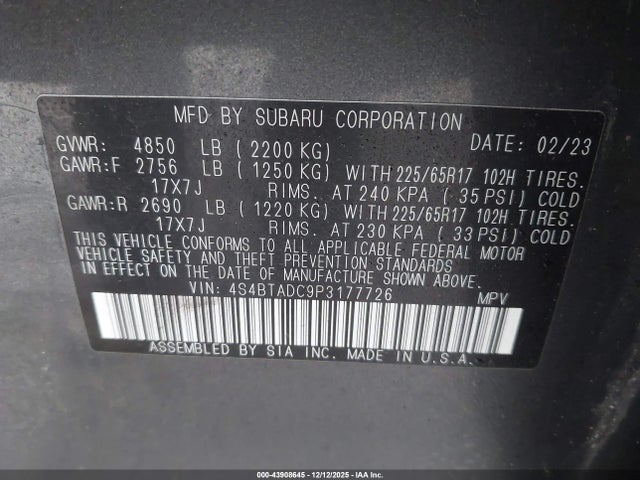 MFD BY SUBARU CORPORATION
GVWR: 4850 LB ( 2200 KG) DATE: 02/23
GAWR:F 2756 LB ( 1250 KG) WITH 225/65R17 102H TIRES.
17X7J RIMS. AT 240 KPA ( 35 PSI) COLD
GAWR:R 2690 LB ( 1220 KG) WITH 225/65R17 102H TIRES.
17X7J RIMS. AT 230 KPA ( 33 PSI) COLD
THIS VEHICLE CONFORMS TO ALL APPLICABLE FEDERAL MOTOR
VEHICLE SAFETY AND THEFT PREVENTION STANDARDS
IN EFFECT ON THE DATE OF MANUFACTURE SHOWN ABOVE.
VIN: 4S4BTADC9P3177726 MPV
ASSEMBLED BY SIA INC. MADE IN U.S.A.
000-43908645 - 12/12/2025 - IAA Inc.